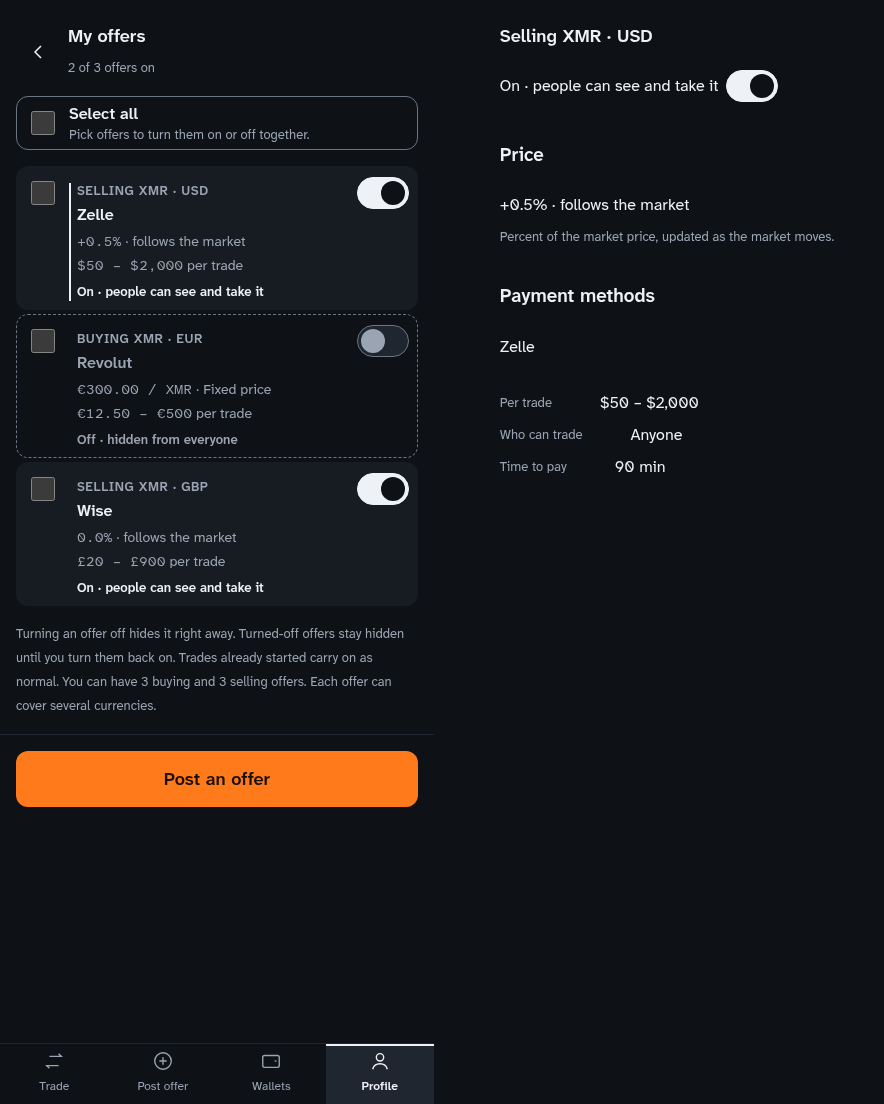 My offers
2 of 3 offers on
Select all
Pick offers to turn them on or off together.
SELLING XMR · USD
Zelle
+0.5% · follows the market
$50 – $2,000 per trade
On · people can see and take it
BUYING XMR · EUR
Revolut
€300.00 / XMR · Fixed price
€12.50 – €500 per trade
Off · hidden from everyone
SELLING XMR · GBP
Wise
0.0% · follows the market
£20 – £900 per trade
On · people can see and take it
Turning an offer off hides it right away. Turned-off offers stay hidden
until you turn them back on. Trades already started carry on as
normal. You can have 3 buying and 3 selling offers. Each offer can
cover several currencies.
Post an offer
Trade
Post offer
Wallets
Profile
Selling XMR · USD
On · people can see and take it
Price
+0.5% · follows the market
Percent of the market price, updated as the market moves.
Payment methods
Zelle
Per trade $50 – $2,000
Who can trade Anyone
Time to pay 90 min